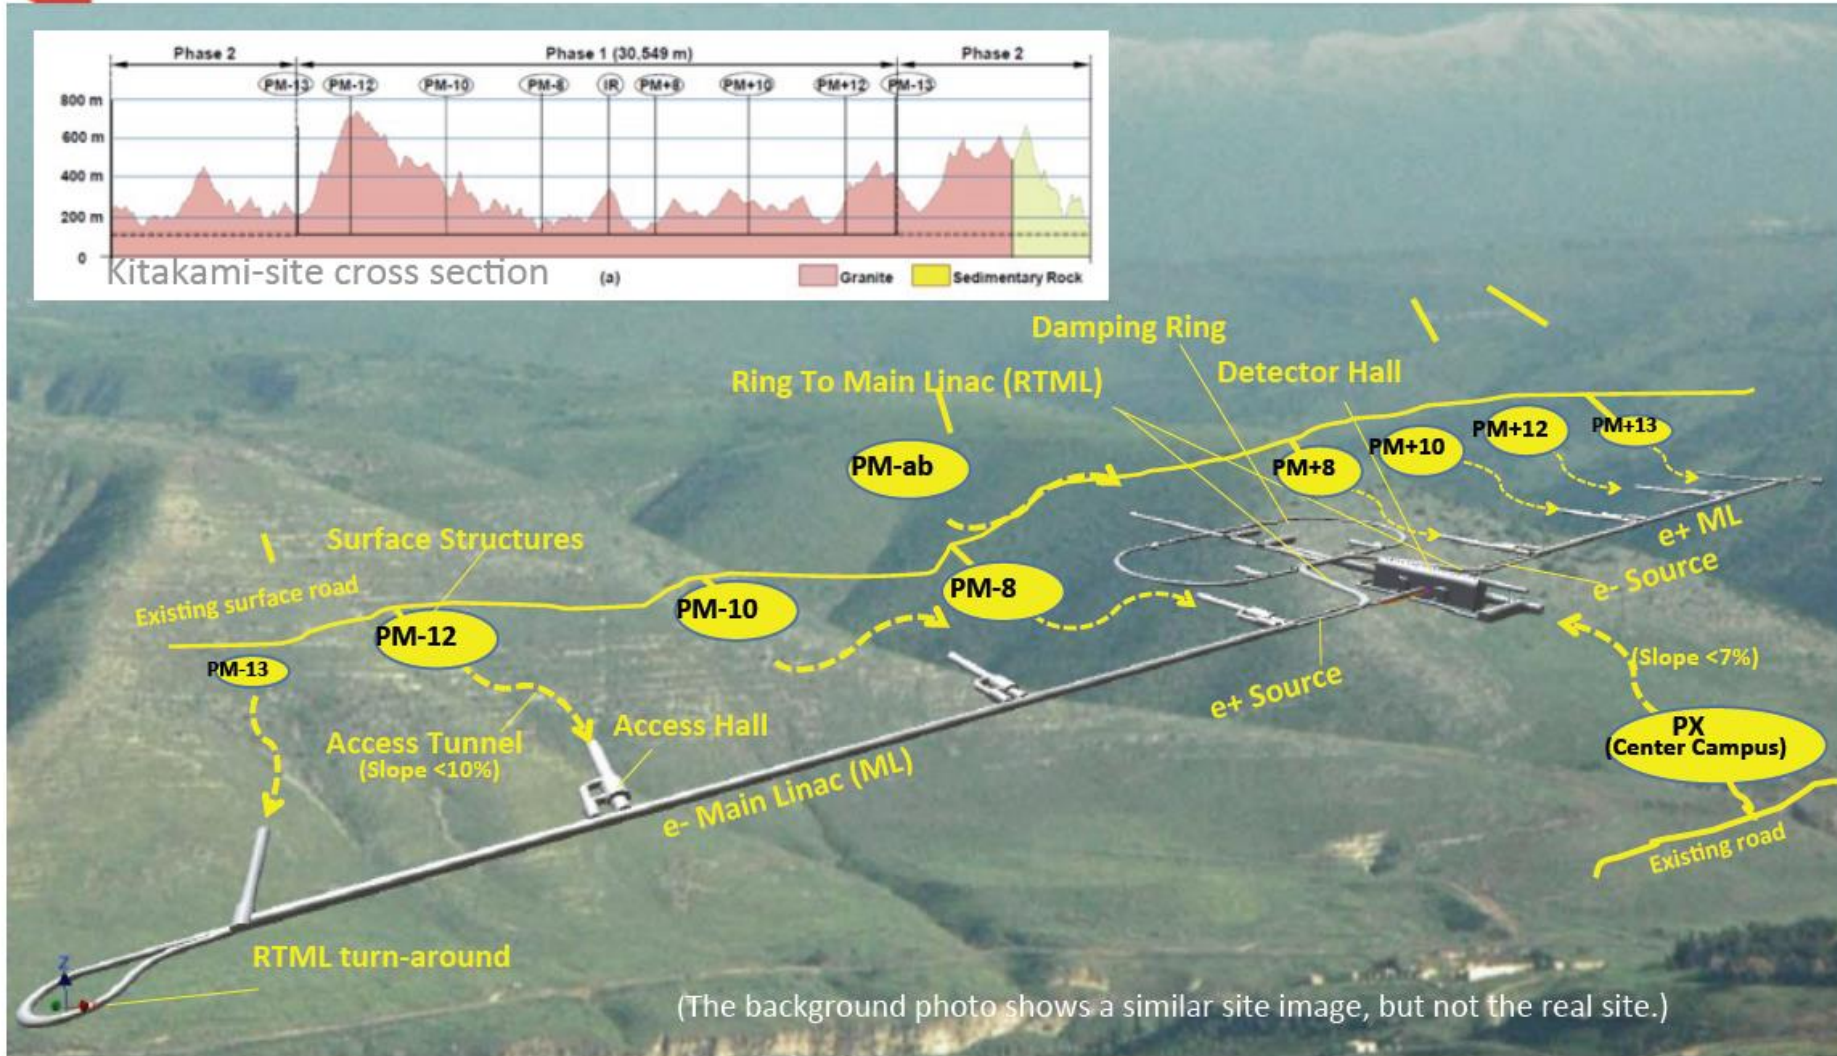 Phase 2
Phase 1 (30,549 m)
Phase 2
PM-13
PM-12
PM-10
PM-8
IR
PM+8
PM+10
PM+12
PM-13
800 m
600 m
400 m
200 m
0
Kitakami-site cross section
(a)
Granite
Sedimentary Rock
Damping Ring
Ring To Main Linac (RTML)
Detector Hall
PM-ab
PM+8
PM+10
PM+12
PM+13
Surface Structures
Existing surface road
PM-13
PM-12
PM-10
PM-8
e+ ML
e- Source
(Slope <7%)
e+ Source
PX
(Center Campus)
Access Tunnel
(Slope <10%)
Access Hall
e- Main Linac (ML)
Existing road
RTML turn-around
Z
(The background photo shows a similar site image, but not the real site.)